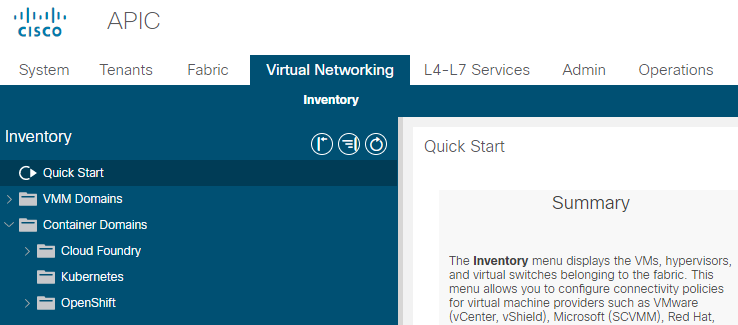 CISCO
APIC
System Tenants Fabric Virtual Networking L4-L7 Services Admin Operations
Inventory
Inventory
Quick Start
VMM Domains
Container Domains
Cloud Foundry
Kubernetes
OpenShift
Quick Start
Summary
The Inventory menu displays the VMs, hypervisors,
and virtual switches belonging to the fabric. This
menu allows you to configure connectivity policies
for virtual machine providers such as VMware
(vCenter, vShield), Microsoft (SCVMM), Red Hat,